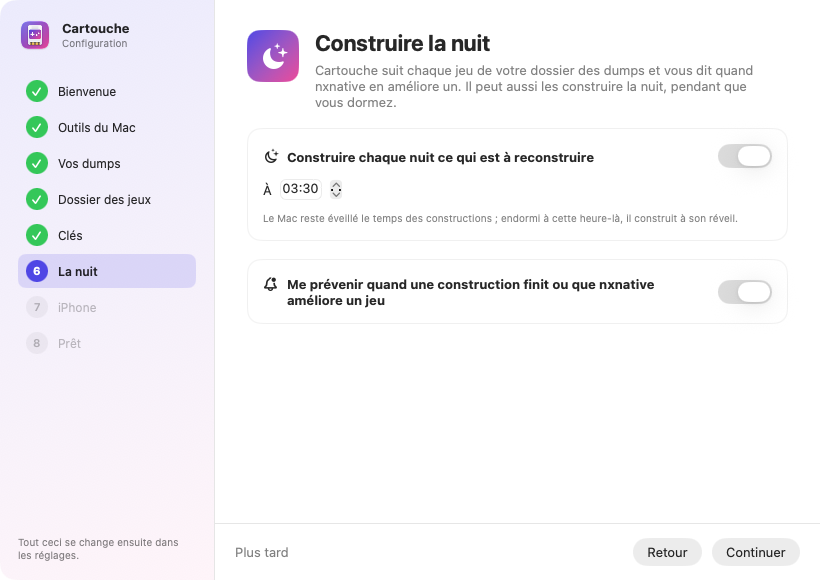 Cartouche
Configuration
Bienvenue
Outils du Mac
Vos dumps
Dossier des jeux
Clés
6 La nuit
7 iPhone
8 Prêt
Tout ceci se change ensuite dans
les réglages.
Construire la nuit
Cartouche suit chaque jeu de votre dossier des dumps et vous dit quand
nxnative en améliore un. Il peut aussi les construire la nuit, pendant que
vous dormez.
Construire chaque nuit ce qui est à reconstruire
À 03:30
Le Mac reste éveillé le temps des constructions ; endormi à cette heure-là, il construit à son réveil.
Me prévenir quand une construction finit ou que nxnative
améliore un jeu
Plus tard
Retour
Continuer